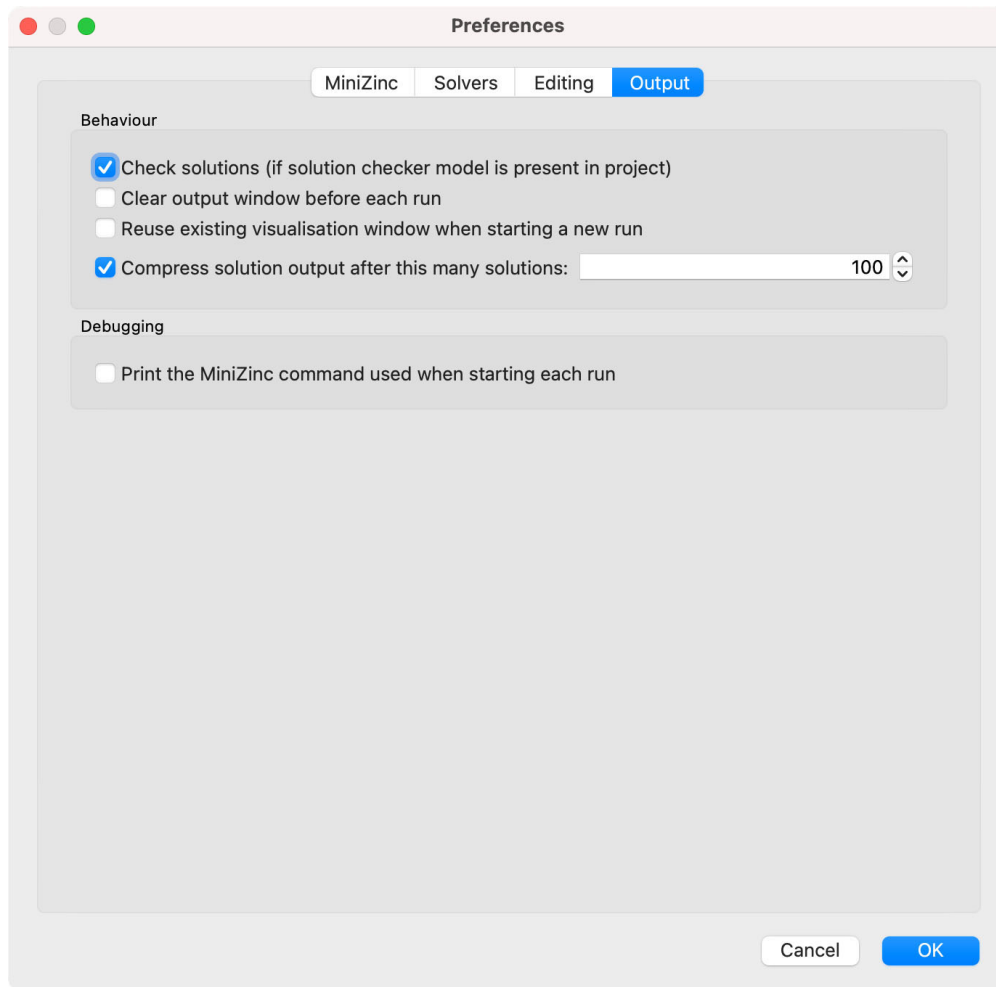 Preferences
MiniZinc Solvers Editing Output
Behaviour
Check solutions (if solution checker model is present in project)
Clear output window before each run
Reuse existing visualisation window when starting a new run
Compress solution output after this many solutions: 100
Debugging
Print the MiniZinc command used when starting each run
Cancel OK